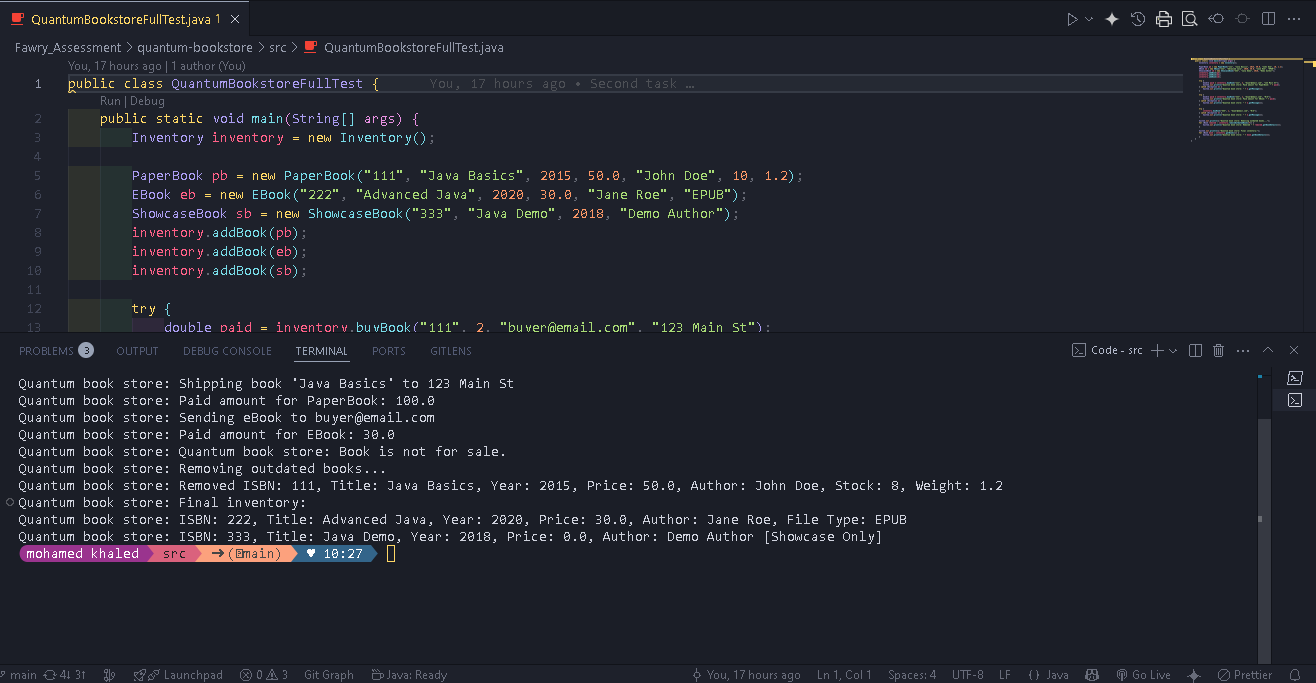 QuantumBookstoreFullTest.java 1
Fawry_Assessment > quantum-bookstore > src > QuantumBookstoreFullTest.java
You, 17 hours ago | 1 author (You)
1 public class QuantumBookstoreFullTest { You, 17 hours ago • Second task …
Run | Debug
2 public static void main(String[] args) {
3 Inventory inventory = new Inventory();
4
5 PaperBook pb = new PaperBook("111", "Java Basics", 2015, 50.0, "John Doe", 10, 1.2);
6 EBook eb = new EBook("222", "Advanced Java", 2020, 30.0, "Jane Roe", "EPUB");
7 ShowcaseBook sb = new ShowcaseBook("333", "Java Demo", 2018, "Demo Author");
8 inventory.addBook(pb);
9 inventory.addBook(eb);
10 inventory.addBook(sb);
11
12 try {
13 double paid = inventory.buyBook("111", 2, "buyer@email.com", "123 Main St");
PROBLEMS 3 OUTPUT DEBUG CONSOLE TERMINAL PORTS GITLENS Code - src
Quantum book store: Shipping book 'Java Basics' to 123 Main St
Quantum book store: Paid amount for PaperBook: 100.0
Quantum book store: Sending eBook to buyer@email.com
Quantum book store: Paid amount for EBook: 30.0
Quantum book store: Quantum book store: Book is not for sale.
Quantum book store: Removing outdated books...
Quantum book store: Removed ISBN: 111, Title: Java Basics, Year: 2015, Price: 50.0, Author: John Doe, Stock: 8, Weight: 1.2
Quantum book store: Final inventory:
Quantum book store: ISBN: 222, Title: Advanced Java, Year: 2020, Price: 30.0, Author: Jane Roe, File Type: EPUB
Quantum book store: ISBN: 333, Title: Java Demo, Year: 2018, Price: 0.0, Author: Demo Author [Showcase Only]
mohamed khaled src →(main) ♥ 10:27
main 4↓ 3↑ Launchpad 0 3 Git Graph Java: Ready You, 17 hours ago Ln 1, Col 1 Spaces: 4 UTF-8 LF {} Java Go Live Prettier